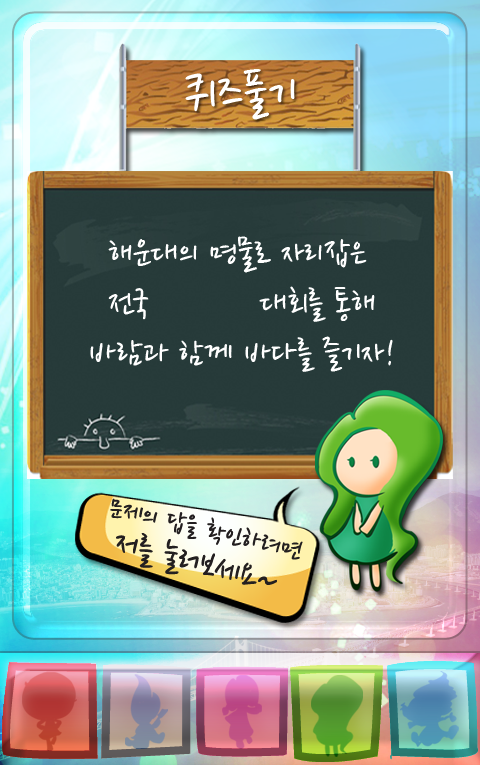 퀴즈풀기
해운대의 명물로 자리잡은
전국 대회를 통해
바람과 함께 바다를 즐기자!
문제의 답을 확인하려면
저를 눌러보세요~